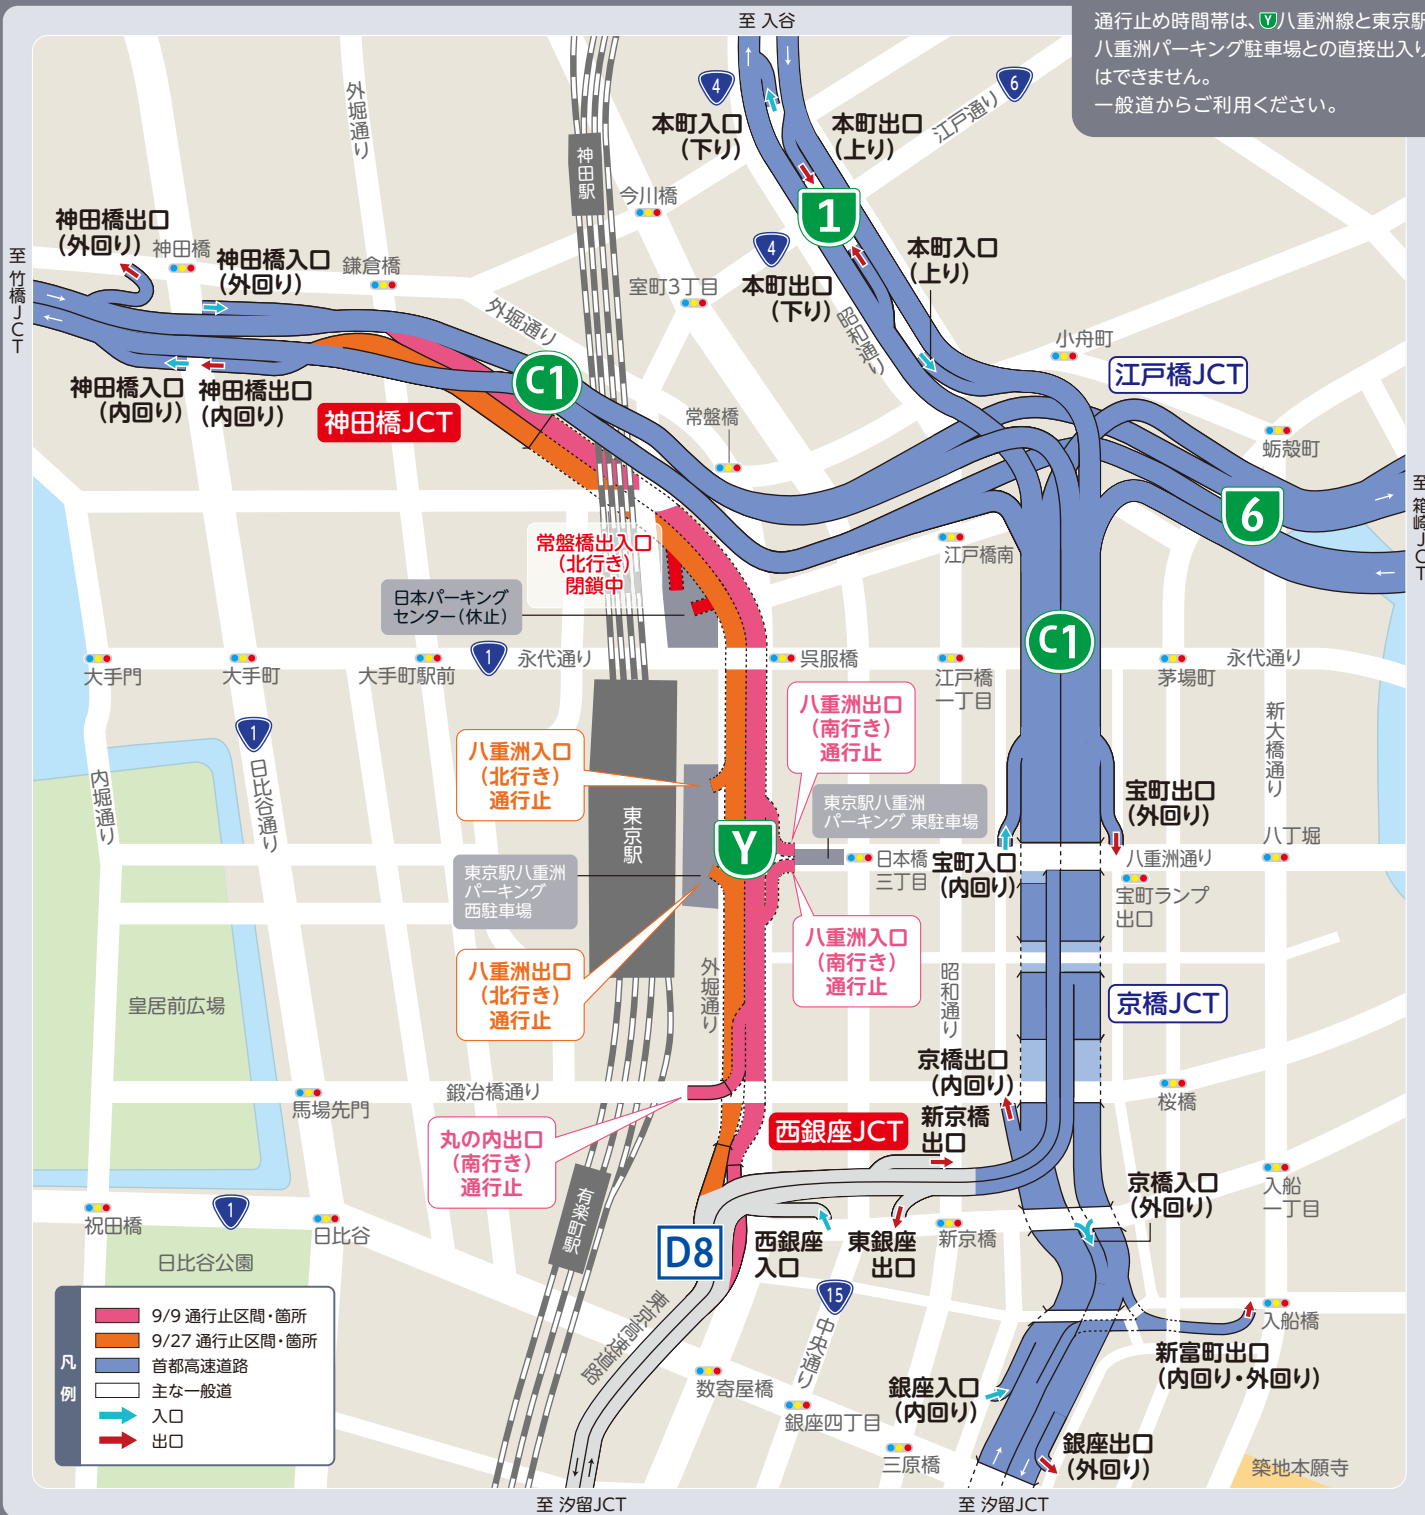 至 入谷
通行止め時間帯は、Y八重洲線と東京駅
八重洲パーキング駐車場との直接出入り
はできません。
一般道からご利用ください。
外堀通り
神田駅
4
6
江戸通り
本町入口
(下り)
本町出口
(上り)
今川橋
1
4
本町入口
(上り)
本町出口
(下り)
昭和通り
室町3丁目
小舟町
江戸橋JCT
神田橋出口
(外回り)
神田橋
神田橋入口
(外回り)
鎌倉橋
至 竹橋JCT
外堀通り
神田橋入口
(内回り)
神田橋出口
(内回り)
神田橋JCT
C1
常盤橋
蛎殻町
6
至 箱崎JCT
常盤橋出入口
(北行き)
閉鎖中
江戸橋南
日本パーキング
センター(休止)
C1
大手門
大手町
大手町駅前
1
永代通り
呉服橋
江戸橋
一丁目
茅場町
永代通り
1
日比谷通り
内堀通り
八重洲入口
(北行き)
通行止
八重洲出口
(南行き)
通行止
新大橋通り
東京駅
東京駅八重洲
パーキング 東駐車場
宝町出口
(外回り)
Y
日本橋
三丁目
宝町入口
(内回り)
八重洲通り
八丁堀
宝町ランプ
出口
東京駅八重洲
パーキング
西駐車場
八重洲入口
(南行き)
通行止
八重洲出口
(北行き)
通行止
外堀通り
昭和通り
皇居前広場
京橋JCT
京橋出口
(内回り)
馬場先門
鍛冶橋通り
桜橋
丸の内出口
(南行き)
通行止
西銀座JCT
新京橋
出口
京橋入口
(外回り)
入船
一丁目
祝田橋
1
日比谷
有楽町駅
D8
西銀座
入口
東銀座
出口
新京橋
日比谷公園
東京高速道路
15
中央通り
入船橋
新富町出口
(内回り・外回り)
数寄屋橋
銀座四丁目
銀座入口
(内回り)
三原橋
銀座出口
(外回り)
築地本願寺
凡例
9/9 通行止区間・箇所
9/27 通行止区間・箇所
首都高速道路
主な一般道
入口
出口
至 汐留JCT
至 汐留JCT